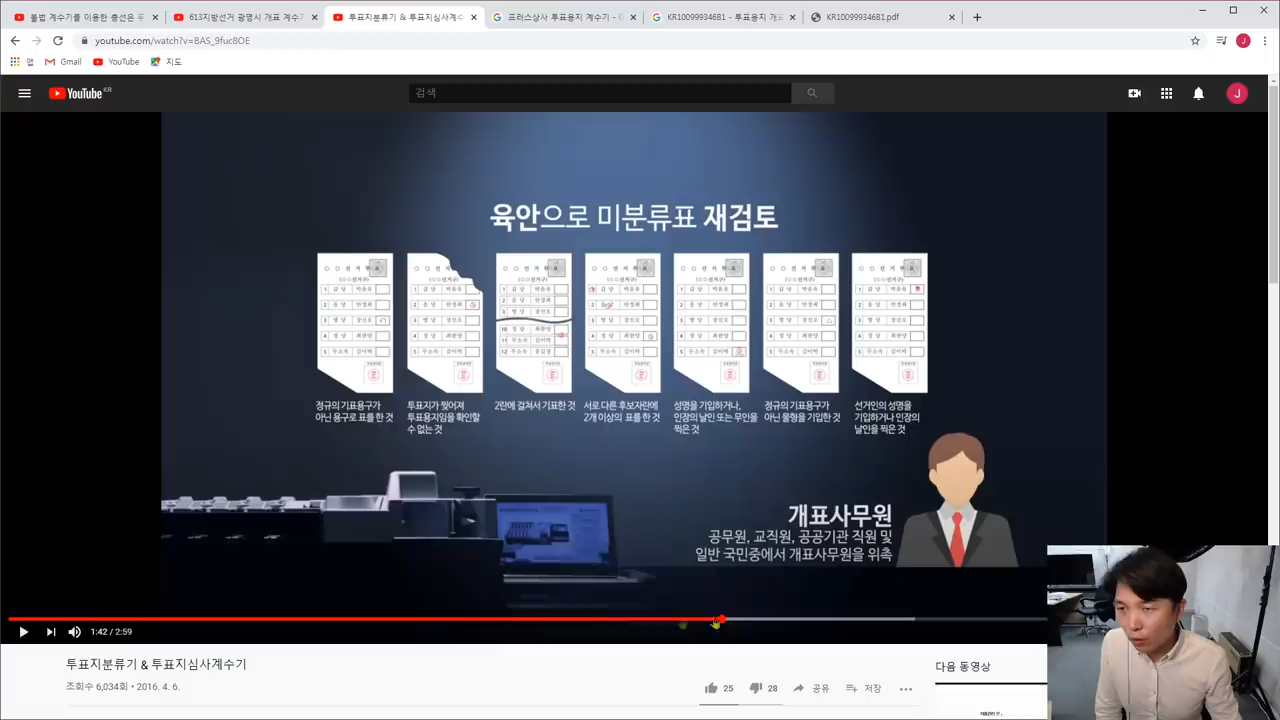 불법 계수기를 이용한 총선은 무
613지방선거 광명시 개표 계수기
투표지분류기 & 투표지심사계수
프러스상사 투표용지 계수기 - G
KR100999346B1 - 투표용지 개표
KR100999346B1.pdf
youtube.com/watch?v=BAS_9fuc8OE
앱
Gmail
YouTube
지도
YouTube KR
검색
J
육안으로 미분류표 재검토
정규의 기표용구가
아닌 용구로 표를 한 것
투표지가 찢어져
투표용지임을 확인할
수 없는 것
2란에 걸쳐서 기표한 것
서로 다른 후보자란에
2개 이상의 표를 한 것
성명을 기입하거나,
인장의 날인 또는 무인을
찍은 것
정규의 기표용구가
아닌 물형을 기입한 것
선거인의 성명을
기입하거나 인장의
날인을 찍은 것
개표사무원
공무원, 교직원, 공공기관 직원 및
일반 국민중에서 개표사무원을 위촉
1:42 / 2:59
투표지분류기 & 투표지심사계수기
조회수 6,034회 • 2016. 4. 6.
25
28
공유
저장
다음 동영상